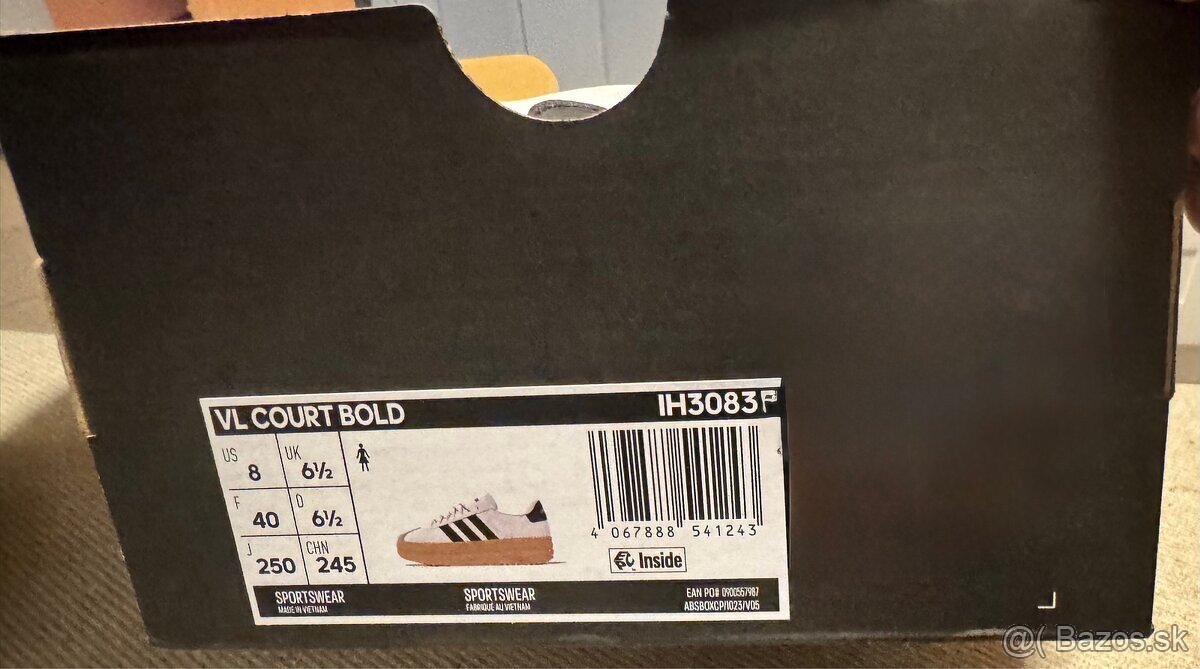 VL COURT BOLD IH3083
US 8 UK 6½
F 40 D 6½
J 250 CHN 245
4 067888 541243
Inside
SPORTSWEAR
MADE IN VIETNAM
SPORTSWEAR
FABRIQUÉ AU VIETNAM
EAN PO# 0900557987
ABSBOXCP/1023/V05
@( Bazos.sk